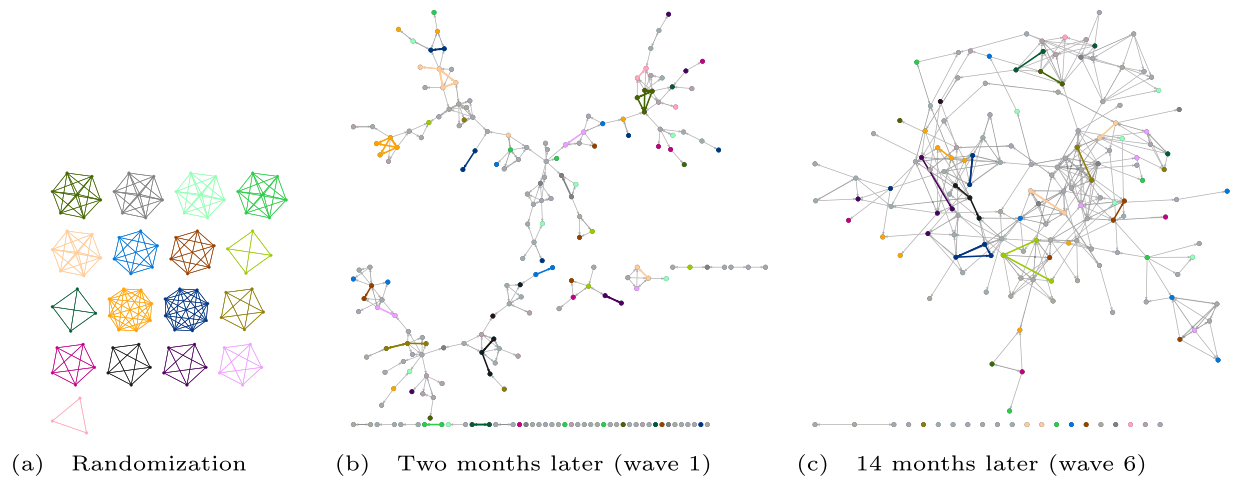 (a) Randomization
(b) Two months later (wave 1)
(c) 14 months later (wave 6)